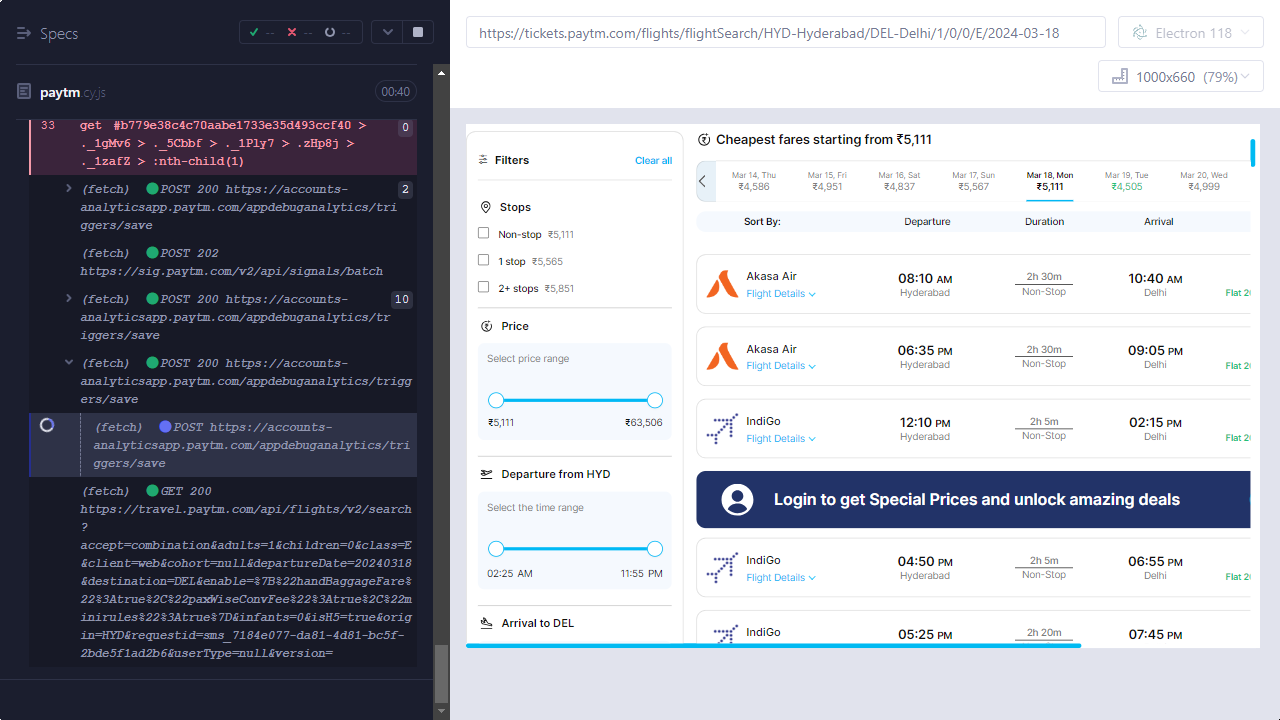 Specs
-- -- --
paytm.cy.js
00:40
33 get #b779e38c4c70aabe1733e35d493ccf40 > 0
._1gMv6 > ._5Cbbf > ._1Ply7 > .zHp8j >
._1zafZ > :nth-child(1)
(fetch) POST 200 https://accounts- 2
analyticsapp.paytm.com/appdebuganalytics/tri
ggers/save
(fetch) POST 202
https://sig.paytm.com/v2/api/signals/batch
(fetch) POST 200 https://accounts- 10
analyticsapp.paytm.com/appdebuganalytics/tr
iggers/save
(fetch) POST 200 https://accounts-
analyticsapp.paytm.com/appdebuganalytics/trigg
ers/save
(fetch) POST https://accounts-
analyticsapp.paytm.com/appdebuganalytics/tri
ggers/save
(fetch) GET 200
https://travel.paytm.com/api/flights/v2/search
?
accept=combination&adults=1&children=0&class=E
&client=web&cohort=null&departureDate=20240318
&destination=DEL&enable=%7B%22handBaggageFare%
22%3Atrue%2C%22paxWiseConvFee%22%3Atrue%2C%22m
inirules%22%3Atrue%7D&infants=0&isH5=true&orig
in=HYD&requestid=sms_7184e077-da81-4d81-bc5f-
2bde5f1ad2b6&userType=null&version=
https://tickets.paytm.com/flights/flightSearch/HYD-Hyderabad/DEL-Delhi/1/0/0/E/2024-03-18
Electron 118
1000x660 (79%)
Filters Clear all
Stops
Non-stop ₹5,111
1 stop ₹5,565
2+ stops ₹5,851
Price
Select price range
₹5,111 ₹63,506
Departure from HYD
Select the time range
02:25 AM 11:55 PM
Arrival to DEL
Cheapest fares starting from ₹5,111
Mar 14, Thu Mar 15, Fri Mar 16, Sat Mar 17, Sun Mar 18, Mon Mar 19, Tue Mar 20, Wed
₹4,586 ₹4,951 ₹4,837 ₹5,567 ₹5,111 ₹4,505 ₹4,999
Sort By: Departure Duration Arrival
Akasa Air 08:10 AM 2h 30m 10:40 AM
Flight Details Hyderabad Non-Stop Delhi Flat 20
Akasa Air 06:35 PM 2h 30m 09:05 PM
Flight Details Hyderabad Non-Stop Delhi Flat 20
IndiGo 12:10 PM 2h 5m 02:15 PM
Flight Details Hyderabad Non-Stop Delhi Flat 20
Login to get Special Prices and unlock amazing deals
IndiGo 04:50 PM 2h 5m 06:55 PM
Flight Details Hyderabad Non-Stop Delhi Flat 20
IndiGo 05:25 PM 2h 20m 07:45 PM